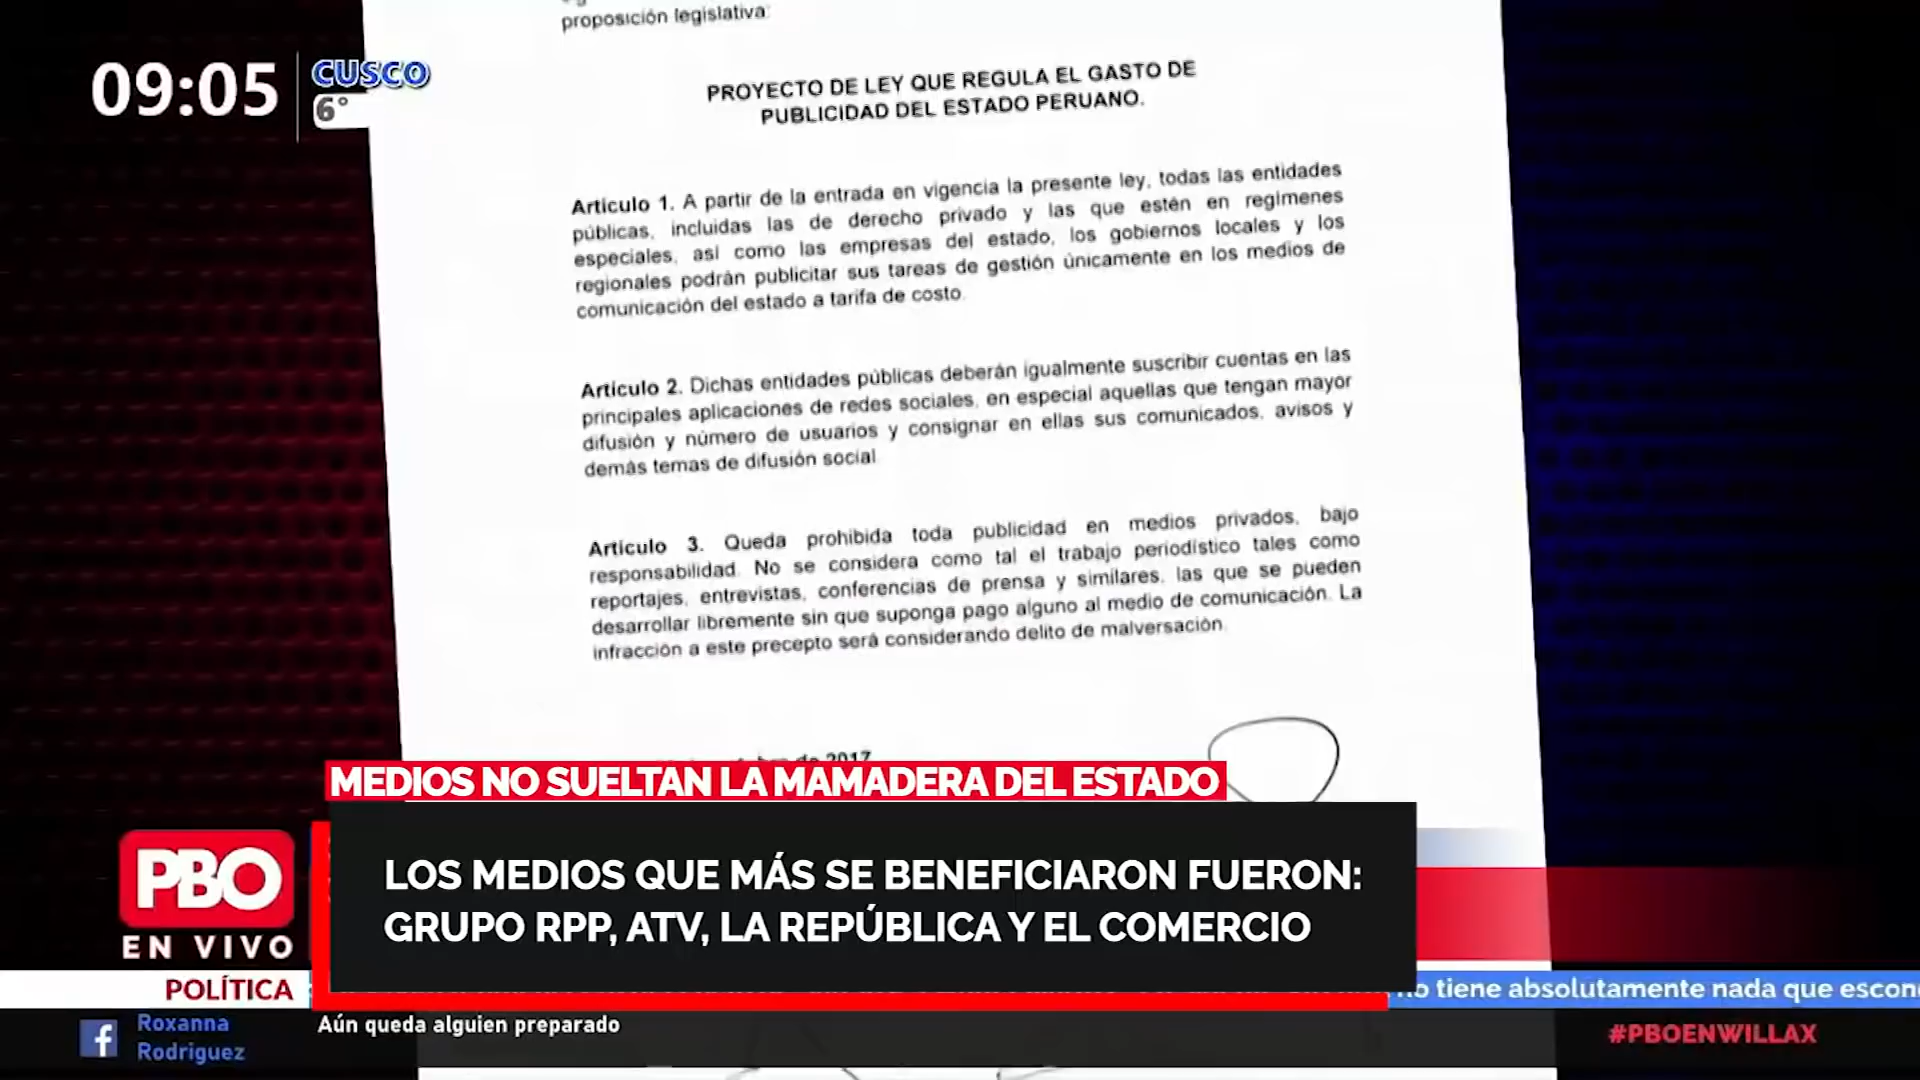 proposición legislativa:
09:05
CUSCO
6°
PROYECTO DE LEY QUE REGULA EL GASTO DE
PUBLICIDAD DEL ESTADO PERUANO.
Artículo 1. A partir de la entrada en vigencia la presente ley, todas las entidades
públicas, incluidas las de derecho privado y las que estén en regímenes
especiales, así como las empresas del estado, los gobiernos locales y los
regionales podrán publicitar sus tareas de gestión únicamente en los medios de
comunicación del estado a tarifa de costo.
Artículo 2. Dichas entidades públicas deberán igualmente suscribir cuentas en las
principales aplicaciones de redes sociales, en especial aquellas que tengan mayor
difusión y número de usuarios y consignar en ellas sus comunicados, avisos y
demás temas de difusión social
Artículo 3. Queda prohibida toda publicidad en medios privados, bajo
responsabilidad. No se considera como tal el trabajo periodístico tales como
reportajes, entrevistas, conferencias de prensa y similares, las que se pueden
desarrollar libremente sin que suponga pago alguno al medio de comunicación. La
infracción a este precepto será considerando delito de malversación.
de 2017
MEDIOS NO SUELTAN LA MAMADERA DEL ESTADO
LOS MEDIOS QUE MÁS SE BENEFICIARON FUERON:
GRUPO RPP, ATV, LA REPÚBLICA Y EL COMERCIO
PBO
EN VIVO
POLÍTICA
no tiene absolutamente nada que escon
Roxanna
Rodriguez
Aún queda alguien preparado
#PBOENWILLAX